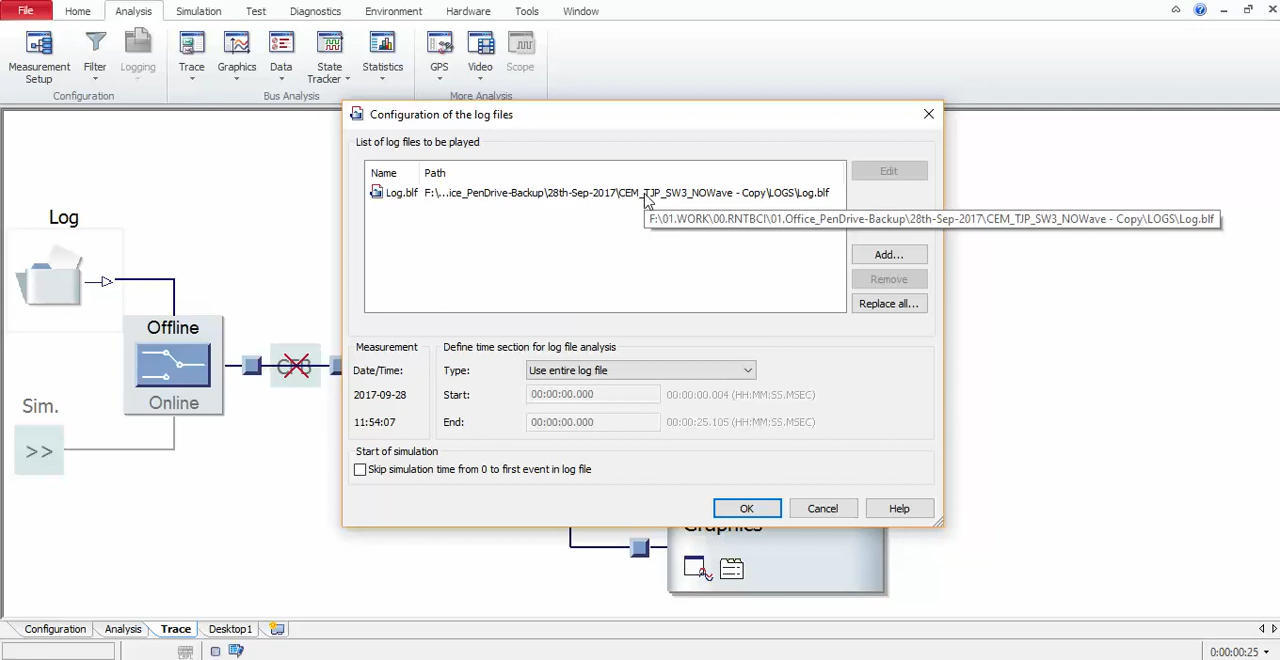 File Home Analysis Simulation Test Diagnostics Environment Hardware Tools Window
Measurement Setup Filter Logging Trace Graphics Data State Tracker Statistics GPS Video Scope
Configuration Bus Analysis More Analysis
Configuration of the log files
List of log files to be played
Name Path
Log.blf F:\...ice_PenDrive-Backup\28th-Sep-2017\CEM_TJP_SW3_NOWave - Copy\LOGS\Log.blf
F:\01.WORK\00.RNTBCI\01.Office_PenDrive-Backup\28th-Sep-2017\CEM_TJP_SW3_NOWave - Copy\LOGS\Log.blf
Edit
Add...
Remove
Replace all...
Measurement
Date/Time:
2017-09-28
11:54:07
Define time section for log file analysis
Type: Use entire log file
Start: 00:00:00.000 00:00:00.004 (HH:MM:SS.MSEC)
End: 00:00:00.000 00:00:25.105 (HH:MM:SS.MSEC)
Start of simulation
Skip simulation time from 0 to first event in log file
OK Cancel Help
Log
Offline
Online
Sim.
>>
Graphics
Configuration Analysis Trace Desktop1
0:00:00:25